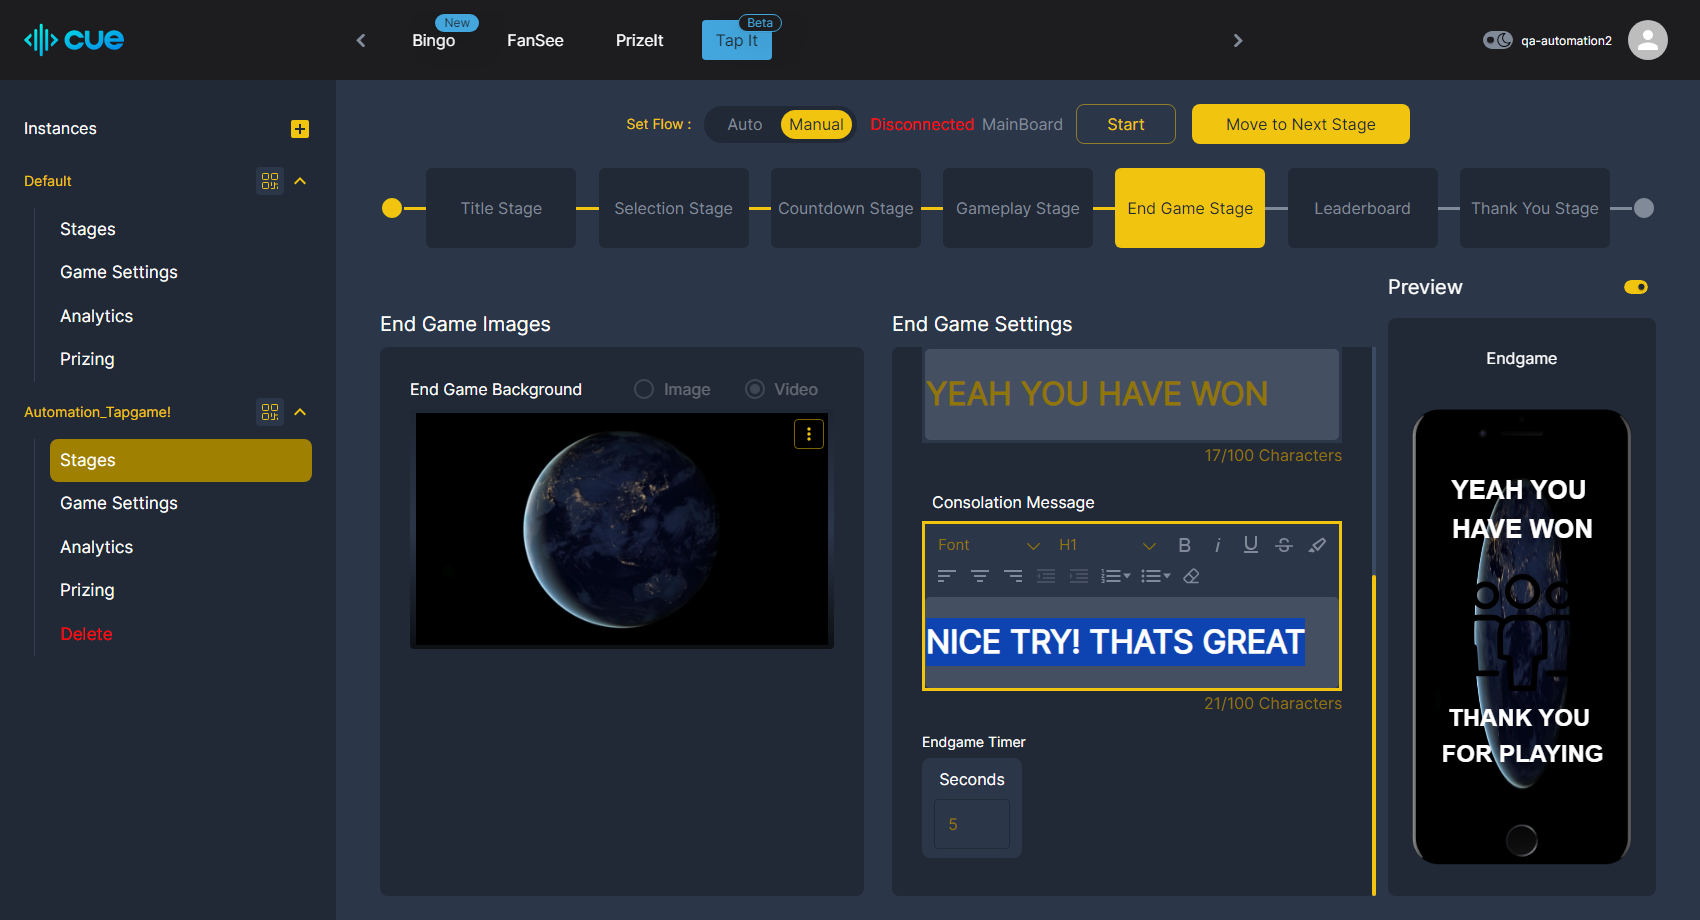 cue
New
Bingo
FanSee
PrizeIt
Beta
Tap It
qa-automation2
Instances
Set Flow :
Auto
Manual
Disconnected MainBoard
Start
Move to Next Stage
Default
Title Stage
Selection Stage
Countdown Stage
Gameplay Stage
End Game Stage
Leaderboard
Thank You Stage
Stages
Game Settings
Analytics
Prizing
Automation_Tapgame!
Stages
Game Settings
Analytics
Prizing
Delete
End Game Images
End Game Background
Image
Video
End Game Settings
YEAH YOU HAVE WON
17/100 Characters
Consolation Message
Font
H1
B
i
U
S
NICE TRY! THATS GREAT
21/100 Characters
Endgame Timer
Seconds
5
Preview
Endgame
YEAH YOU
HAVE WON
THANK YOU
FOR PLAYING